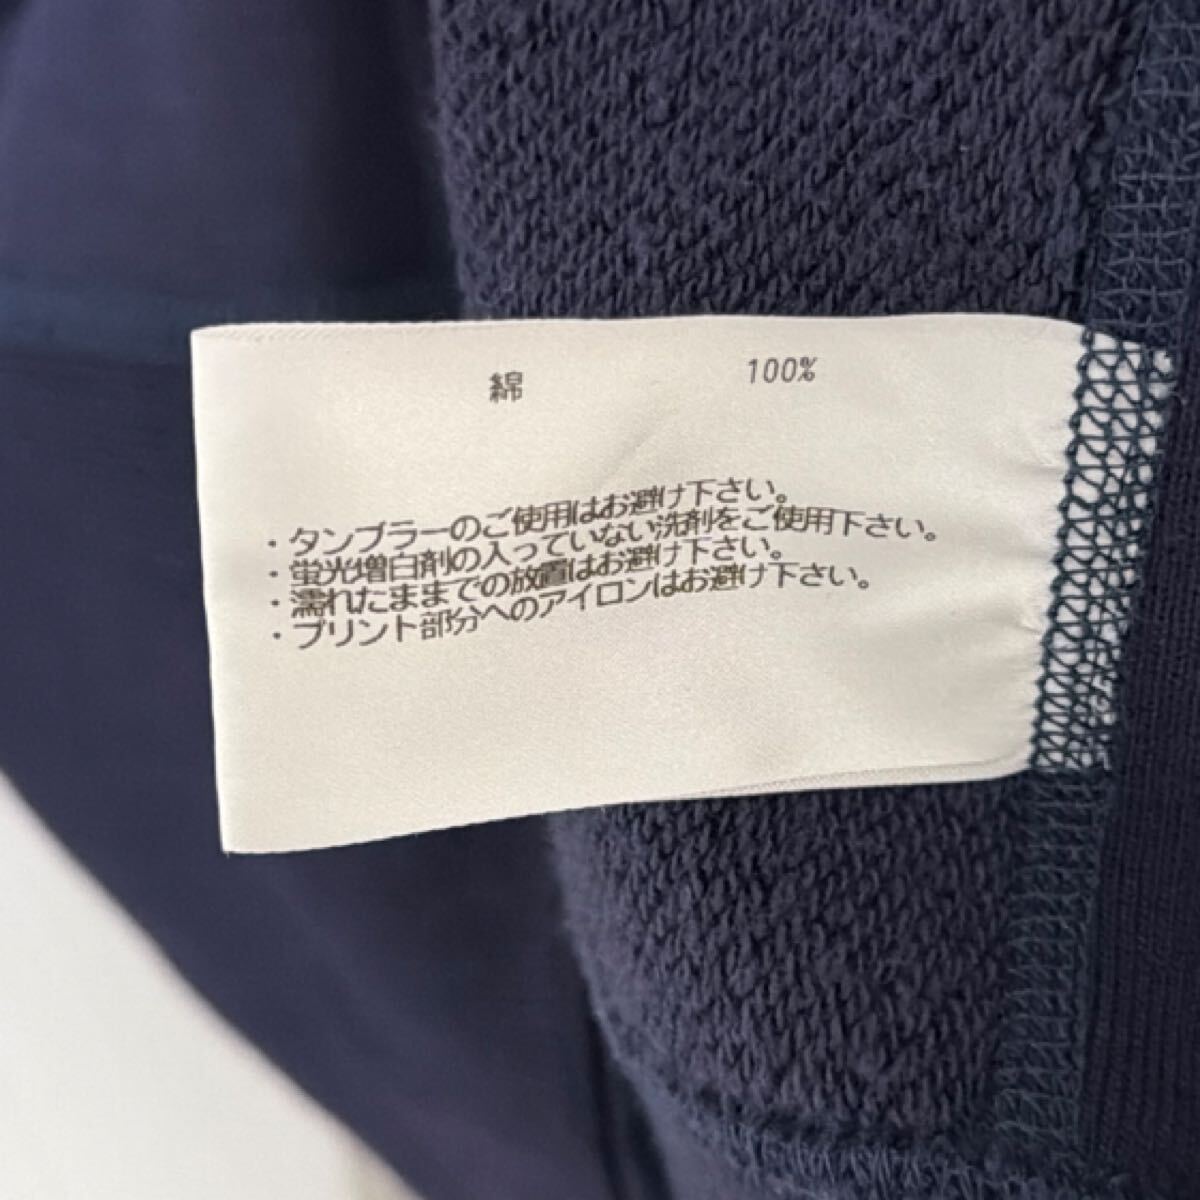 綿 100%
・タンブラーのご使用はお避け下さい。
・蛍光増白剤の入っていない洗剤をご使用下さい。
・濡れたままでの放置はお避け下さい。
・プリント部分へのアイロンはお避け下さい。